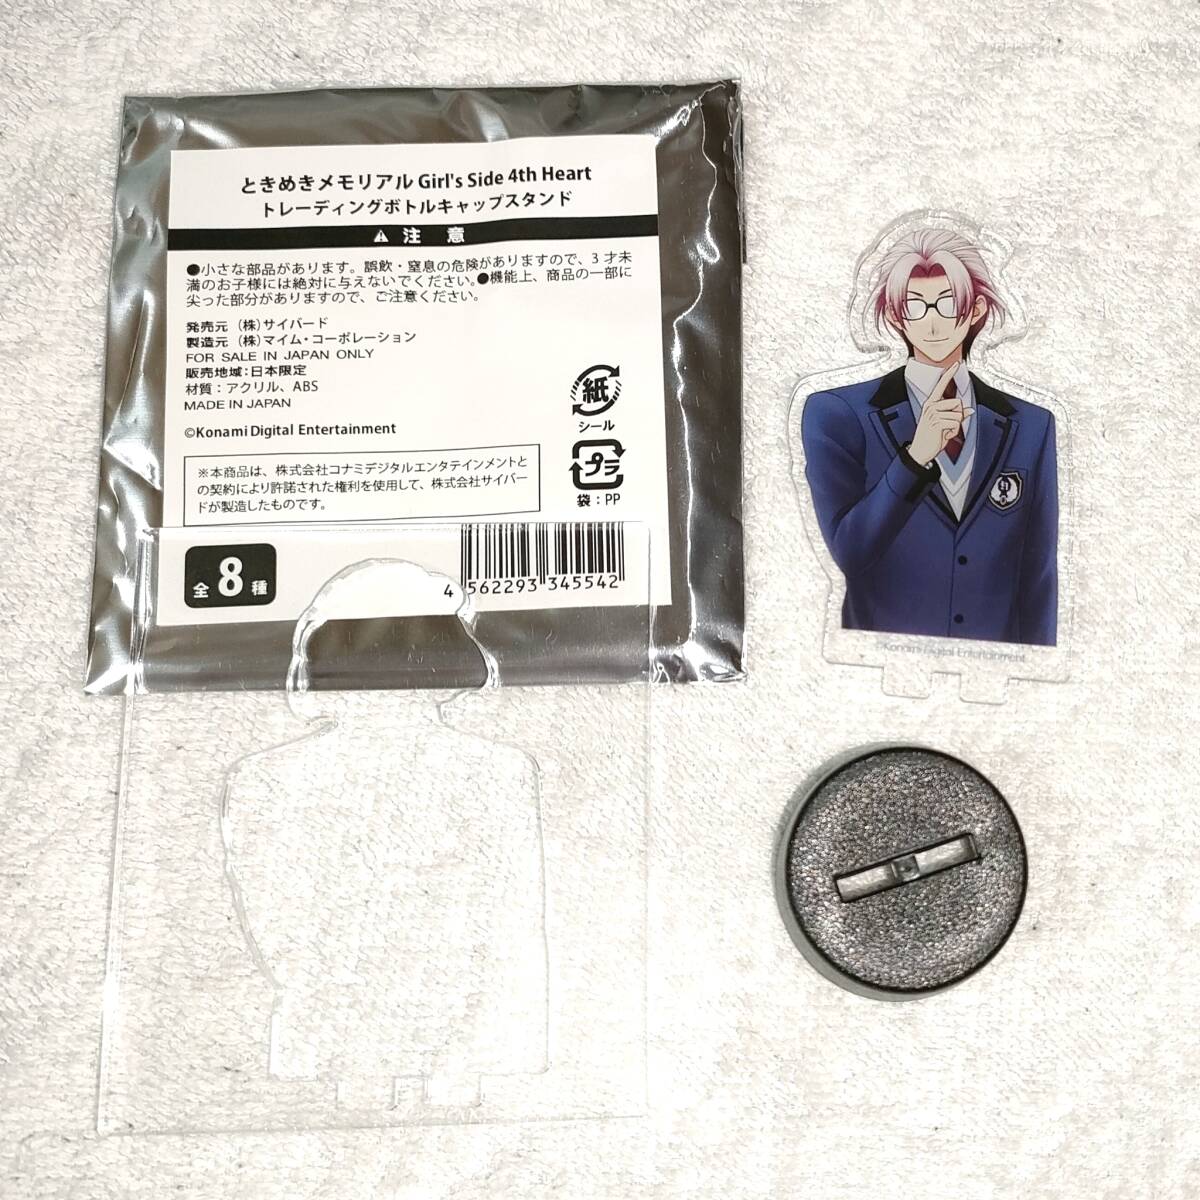 ときめきメモリアル Girl's Side 4th Heart
トレーディングボトルキャップスタンド
⚠ 注 意
●小さな部品があります。誤飲・窒息の危険がありますので、3才未
満のお子様には絶対に与えないでください。●機能上、商品の一部に
尖った部分がありますので、ご注意ください。
発売元 (株)サイバード
製造元 (株)マイム・コーポレーション
FOR SALE IN JAPAN ONLY
販売地域:日本限定
材質:アクリル、ABS
MADE IN JAPAN
©Konami Digital Entertainment
※本商品は、株式会社コナミデジタルエンタテインメントと
の契約により許諾された権利を使用して、株式会社サイバー
ドが製造したものです。
紙
シール
プラ
袋:PP
全8種
4 562293 345542
©Konami Digital Entertainment